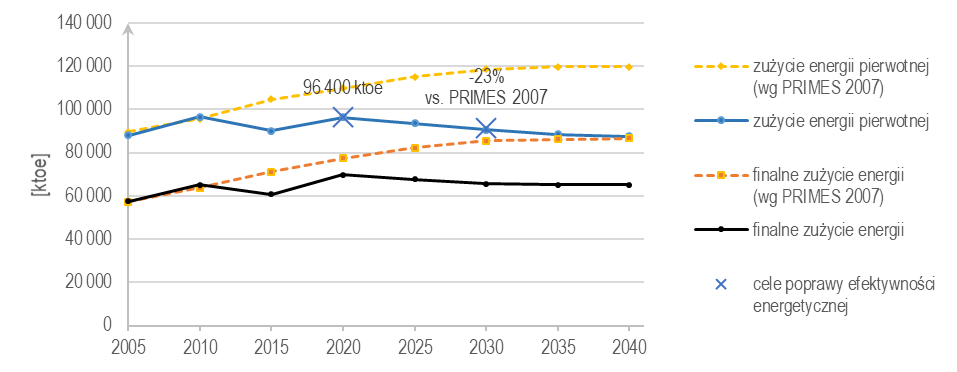 140 000
120 000
100 000
80 000
60 000
40 000
20 000
0
[ktoe]
96 400 ktoe
-23%
vs. PRIMES 2007
2005 2010 2015 2020 2025 2030 2035 2040
zużycie energii pierwotnej
(wg PRIMES 2007)
zużycie energii pierwotnej
finalne zużycie energii
(wg PRIMES 2007)
finalne zużycie energii
cele poprawy efektywności
energetycznej